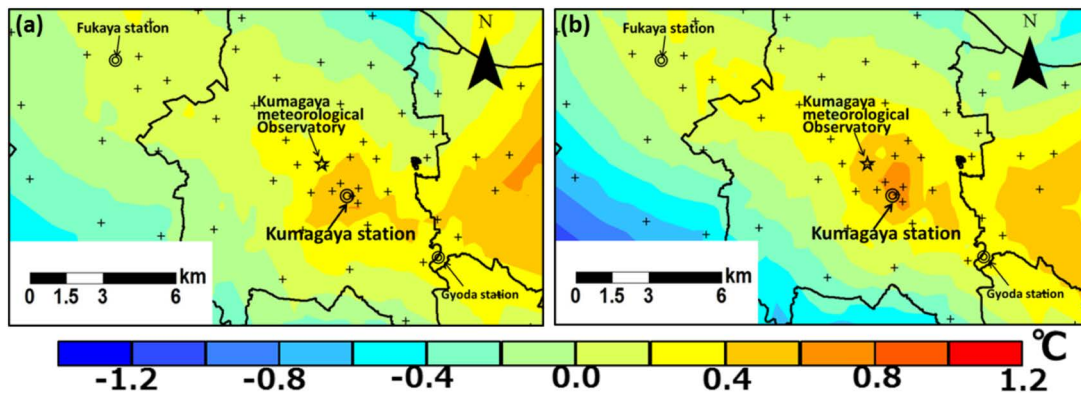 (a)
Fukaya station
N
Kumagaya
meteorological
Observatory
Kumagaya station
Gyoda station
km
0 1.5 3 6
(b)
Fukaya station
N
Kumagaya
meteorological
Observatory
Kumagaya station
Gyoda station
km
0 1.5 3 6
℃
-1.2 -0.8 -0.4 0.0 0.4 0.8 1.2